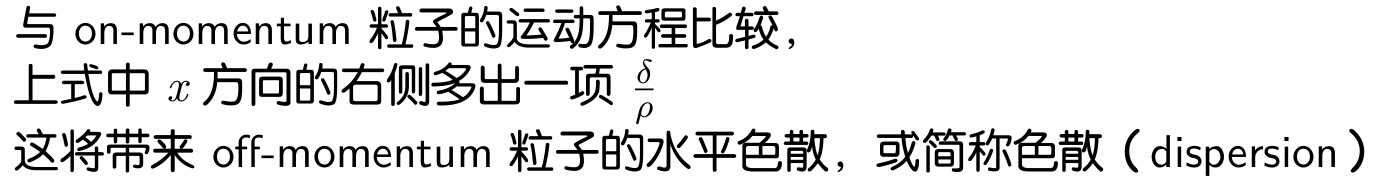 与 on-momentum 粒子的运动方程比较,
上式中 x 方向的右侧多出一项 δ/ρ
这将带来 off-momentum 粒子的水平色散，或简称色散（dispersion）